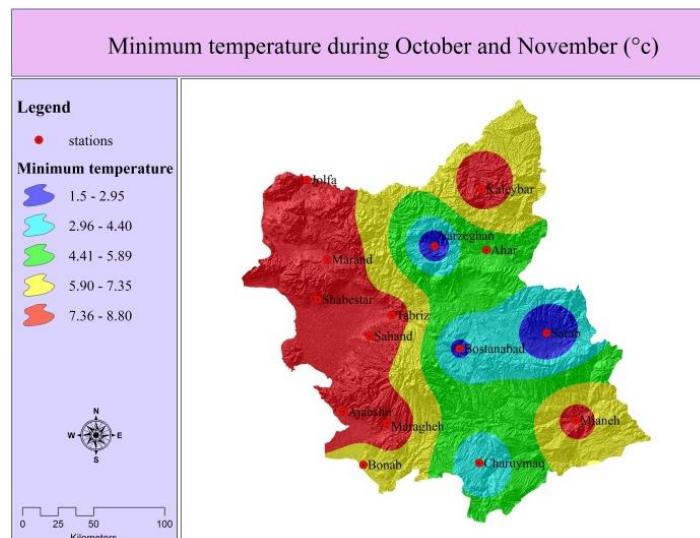 Minimum temperature during October and November (°c)
Legend
stations
Minimum temperature
1.5 - 2.95
2.96 - 4.40
4.41 - 5.89
5.90 - 7.35
7.36 - 8.80
N
W E
S
0 25 50 100
Kilometers
Jolfa
Kaleybar
Varzeghan
Ahar
Marand
Shabestar
Tabriz
Sahand
Sarab
Bostanabad
Ajabshir
Maragheh
Mianeh
Bonab
Charuymaq